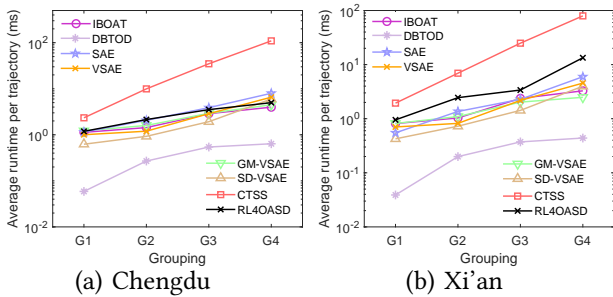 Average runtime per trajectory (ms)
10^2
10^0
10^-2
IBOAT
DBTOD
SAE
VSAE
GM-VSAE
SD-VSAE
CTSS
RL4OASD
G1 G2 G3 G4
Grouping
(a) Chengdu
Average runtime per trajectory (ms)
10^2
10^1
10^0
10^-1
10^-2
IBOAT
DBTOD
SAE
VSAE
GM-VSAE
SD-VSAE
CTSS
RL4OASD
G1 G2 G3 G4
Grouping
(b) Xi'an